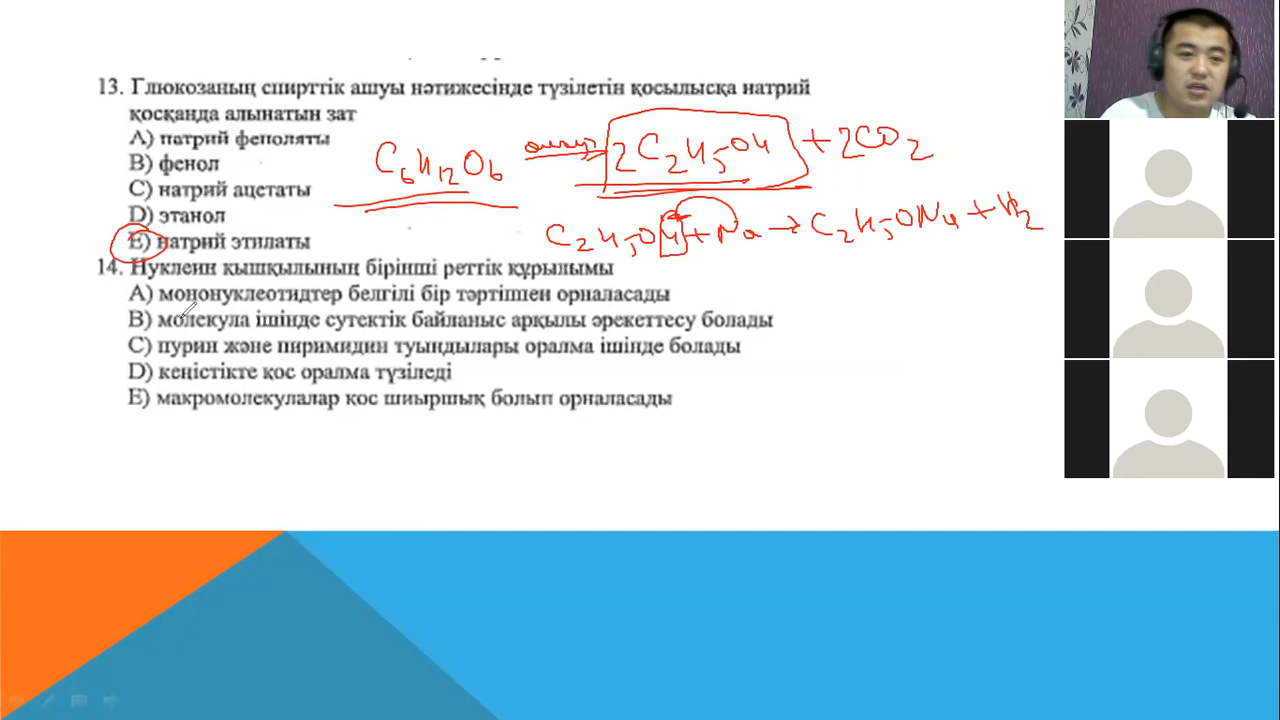 13. Глюкозаның спирттік ашуы нәтижесінде түзілетін қосылысқа натрий
қосқанда алынатын зат
A) натрий феноляты
B) фенол
C) натрий ацетаты
D) этанол
E) натрий этилаты
C₆H₁₂O₆ ашуы 2C₂H₅OH + 2CO₂
C₂H₅OH + Na → C₂H₅ONa + H₂
14. Нуклеин қышқылының бірінші реттік құрылымы
A) мононуклеотидтер белгілі бір тәртіппен орналасады
B) молекула ішінде сутектік байланыс арқылы әрекеттесу болады
C) пурин және пиримидин туындылары оралма ішінде болады
D) кеңістікте қос оралма түзіледі
E) макромолекулалар қос шиыршық болып орналасады